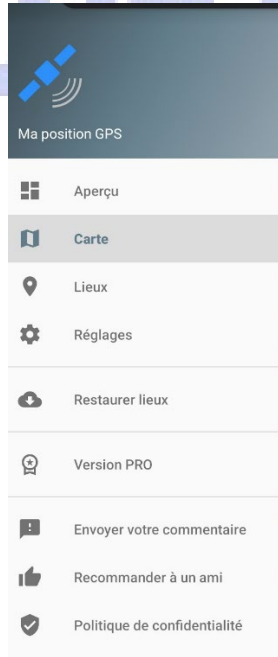 Ma position GPS
Aperçu
Carte
Lieux
Réglages
Restaurer lieux
Version PRO
Envoyer votre commentaire
Recommander à un ami
Politique de confidentialité